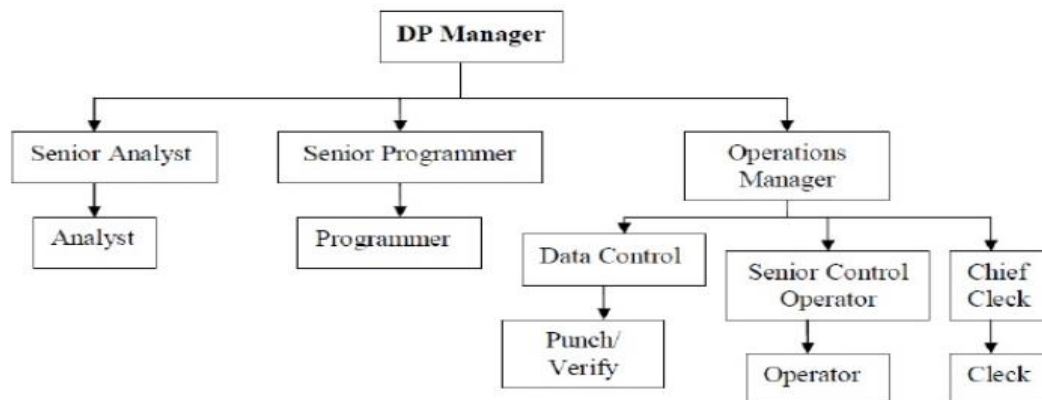 DP Manager
Senior Analyst
Senior Programmer
Operations
Manager
Analyst
Programmer
Data Control
Senior Control
Operator
Chief
Cleck
Punch/
Verify
Operator
Cleck